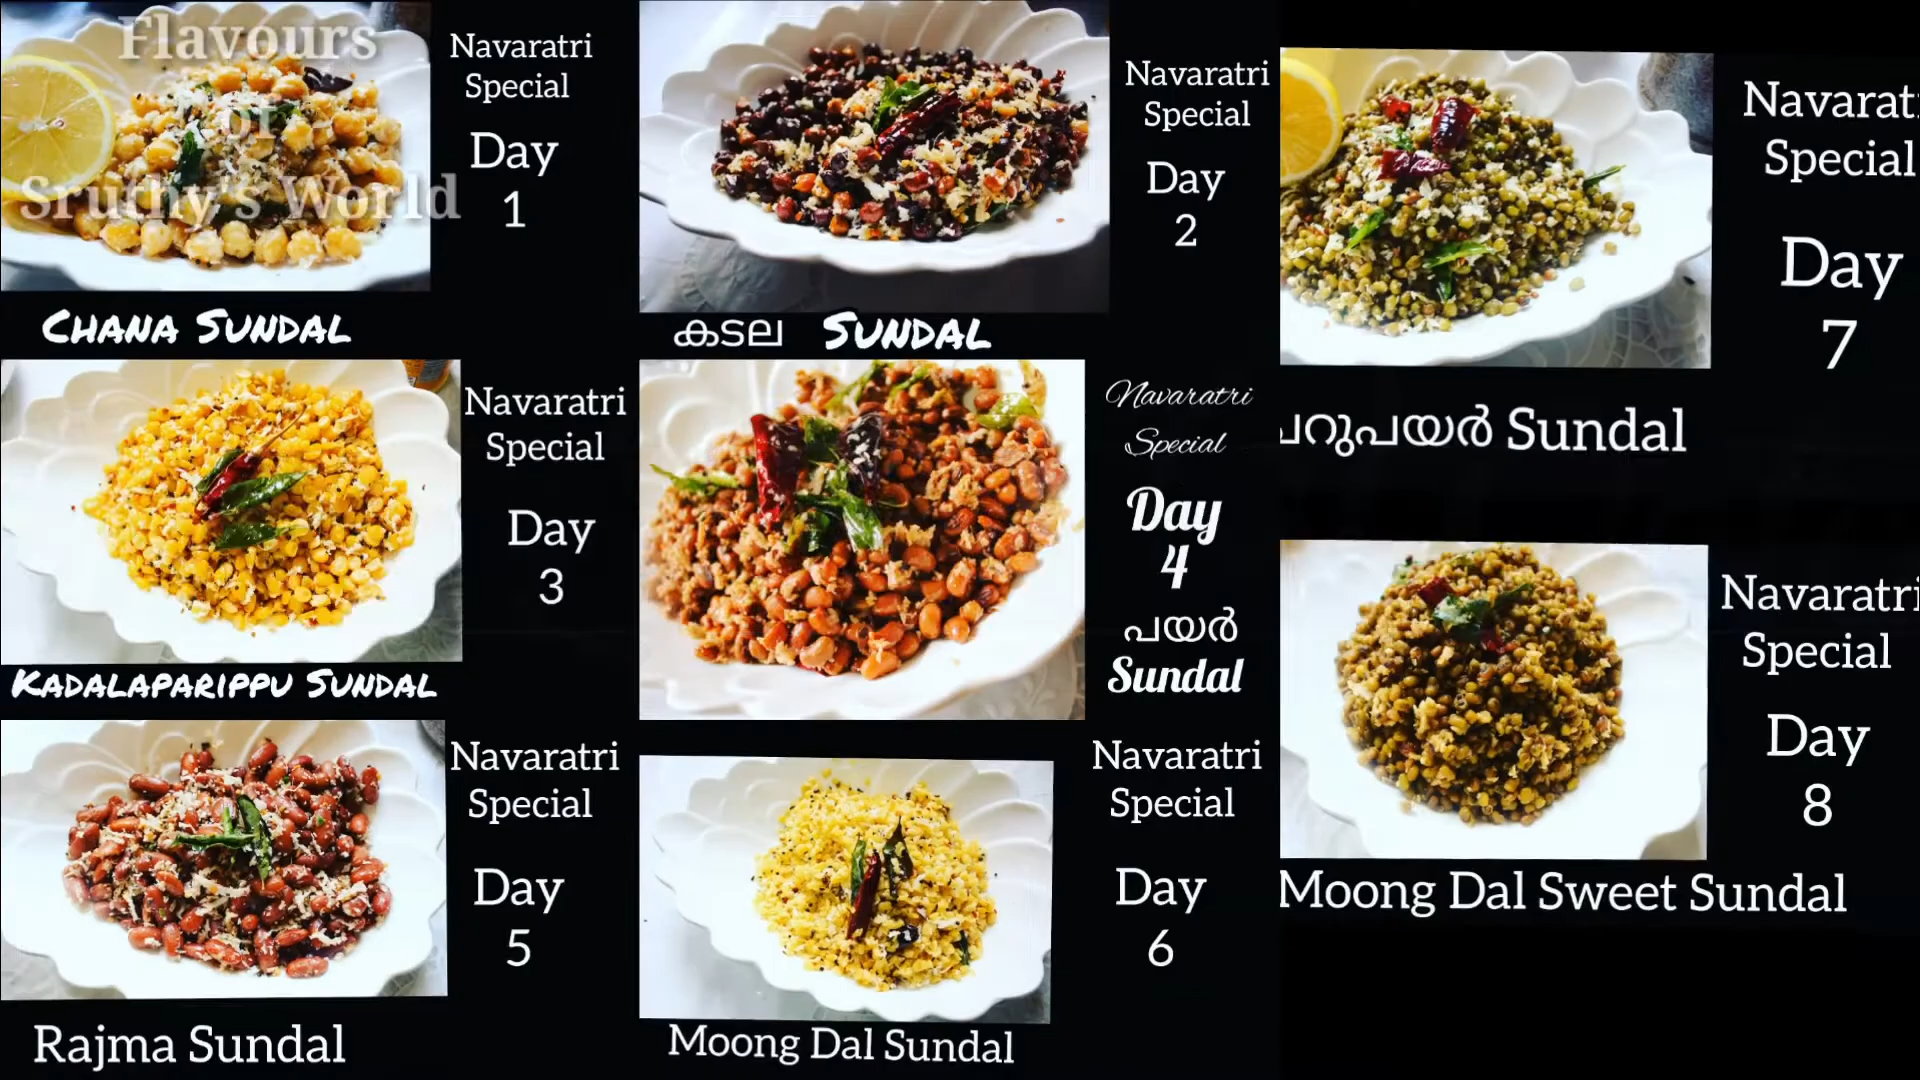 Flavours
of
Sruthy's World
Navaratri
Special
Day
1
Chana Sundal
Navaratri
Special
Day
2
കടല Sundal
Navaratri
Special
Day
3
Kadalaparippu Sundal
Navaratri
Special
Day
4
പയർ
Sundal
Navaratri
Special
Day
5
Rajma Sundal
Navaratri
Special
Day
6
Moong Dal Sundal
Special
Day
7
Sundal
Navaratri
Special
Day
8
Moong Dal Sweet Sundal